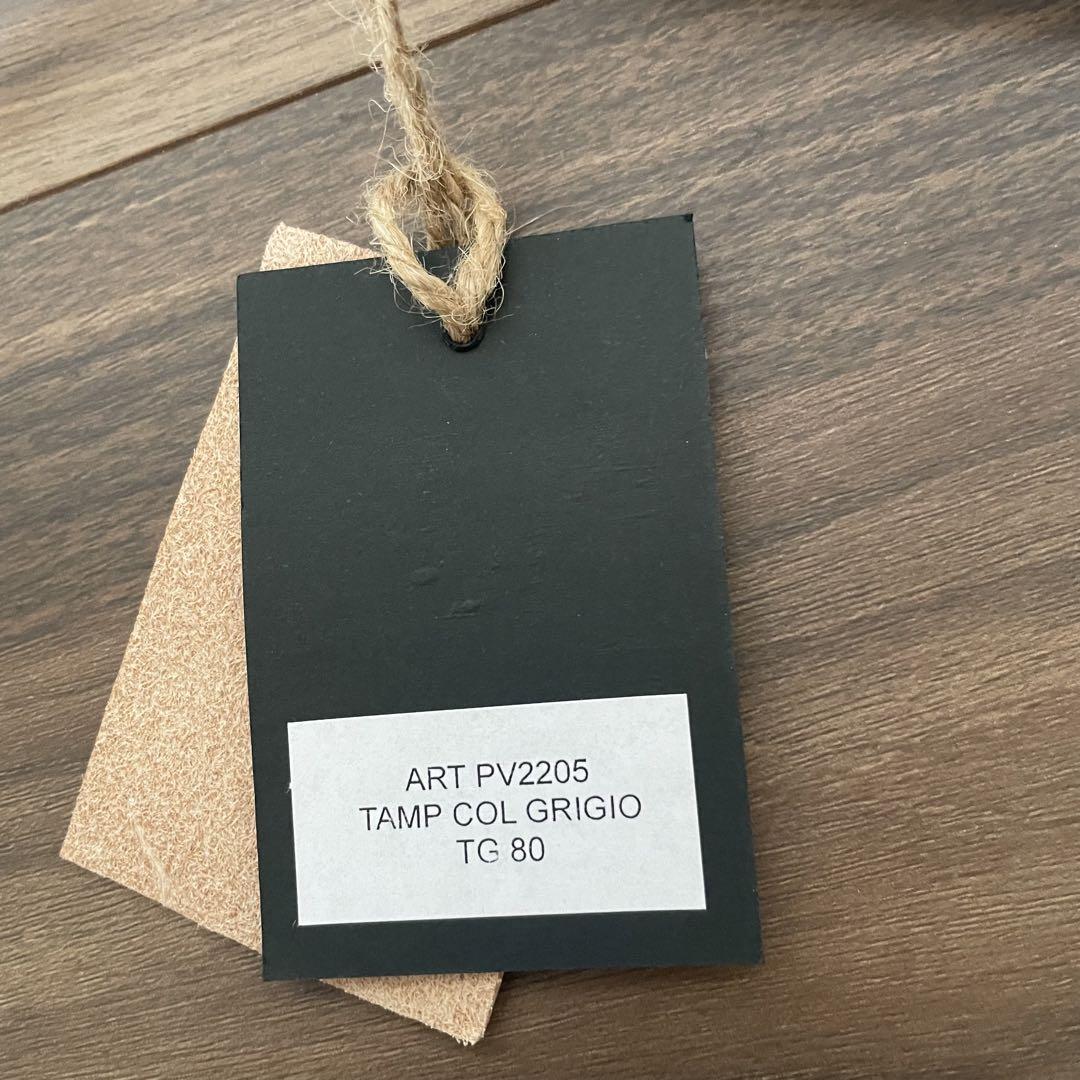 ART PV2205
TAMP COL GRIGIO
TG 80